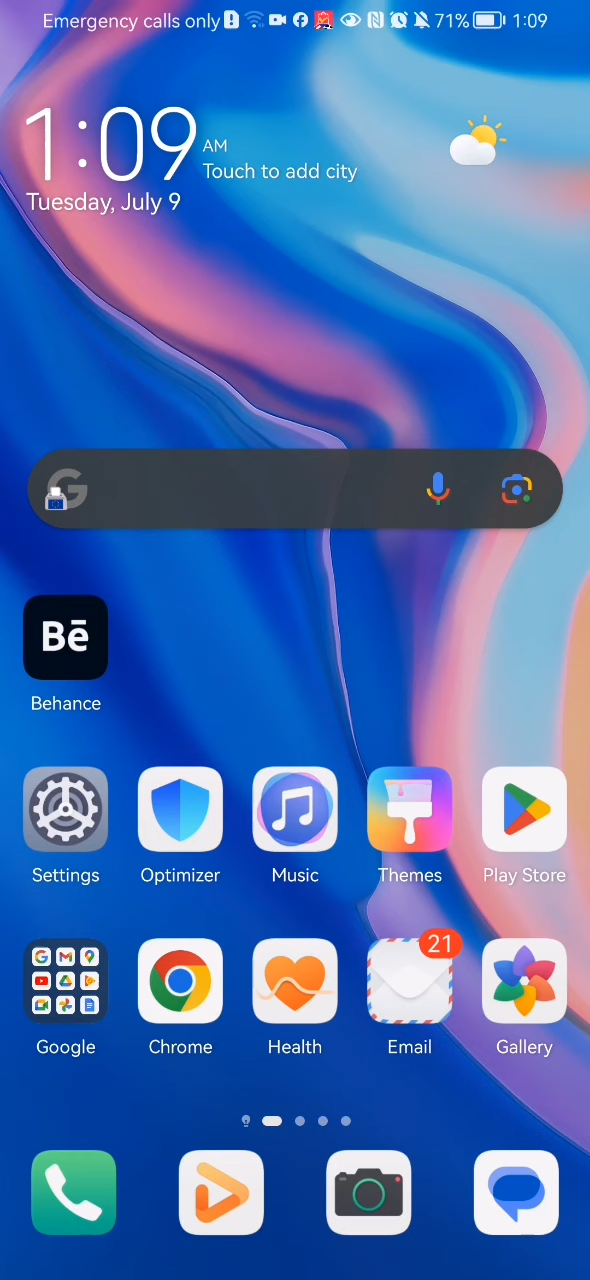 Emergency calls only 71% 1:09
1:09 AM
Touch to add city
Tuesday, July 9
Bē
Behance
Settings Optimizer Music Themes Play Store
21
Google Chrome Health Email Gallery